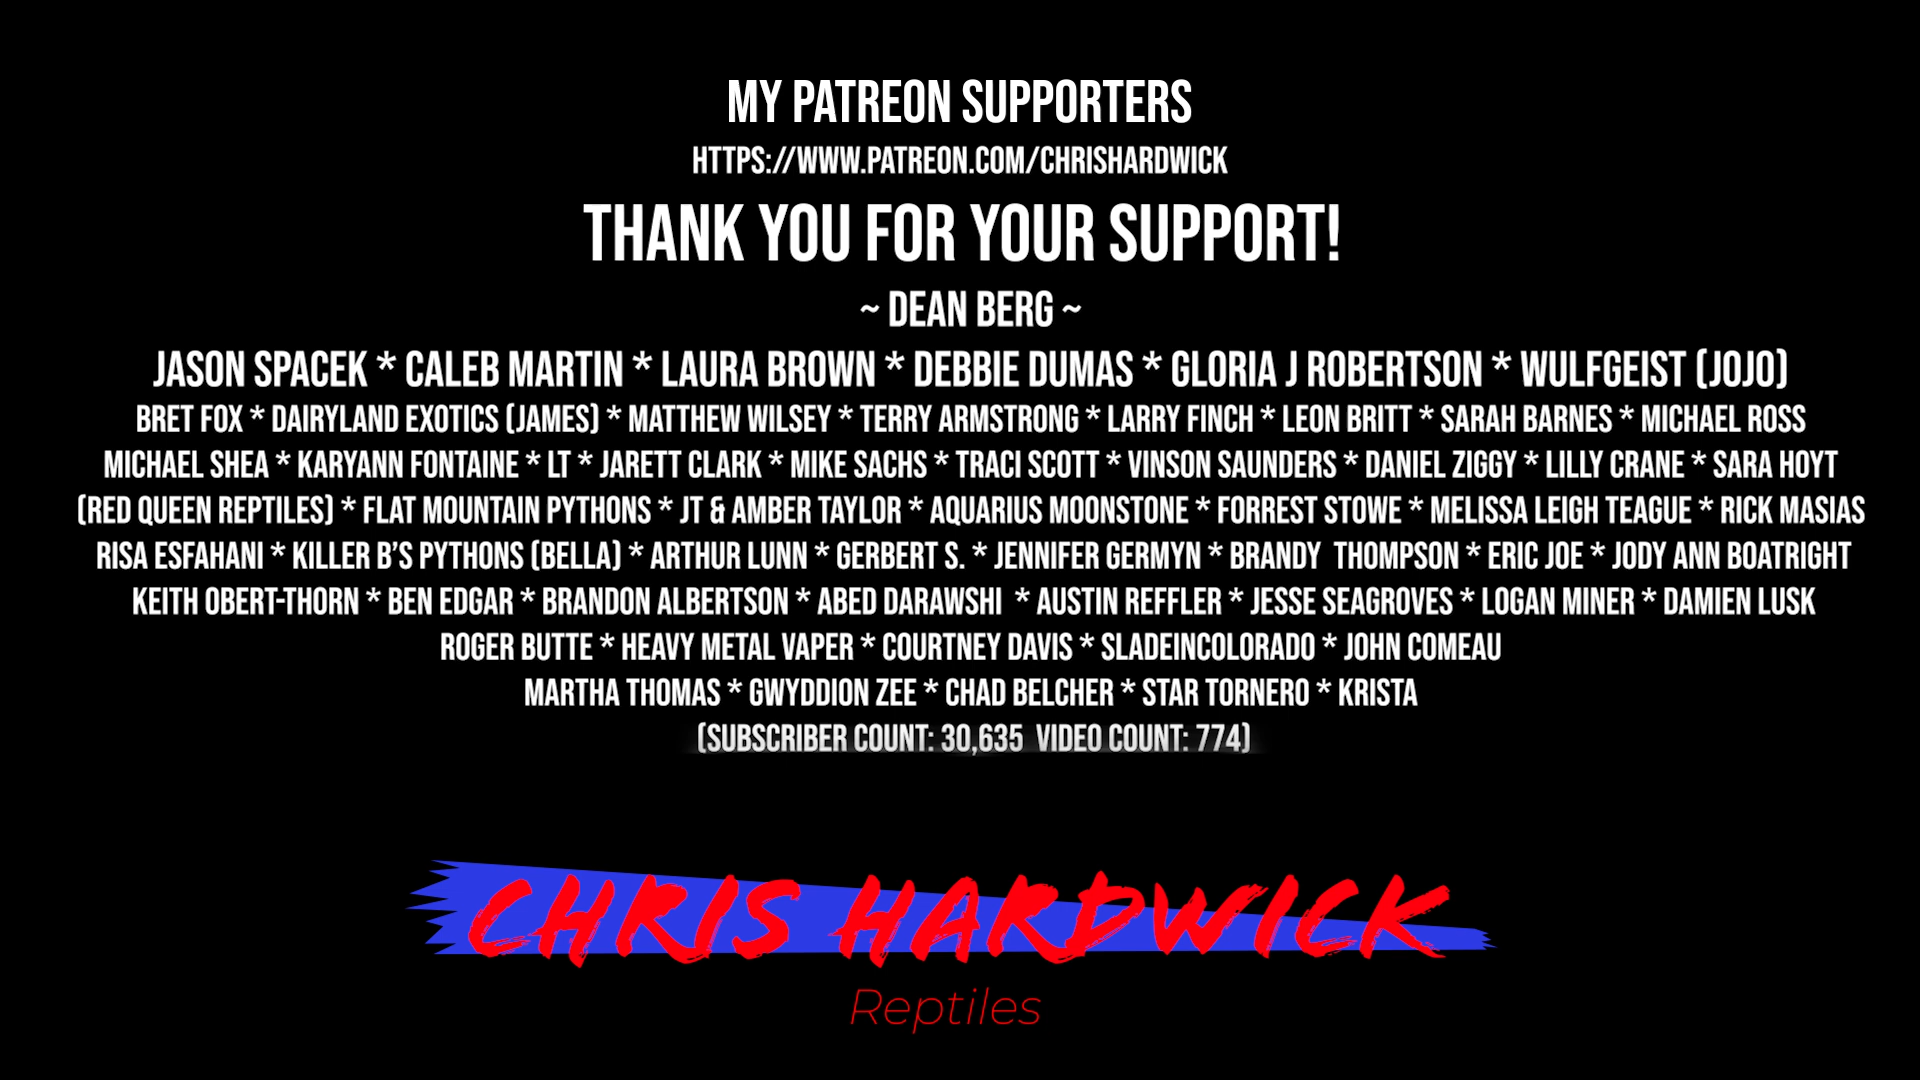 MY PATREON SUPPORTERS
HTTPS://WWW.PATREON.COM/CHRISHARDWICK
THANK YOU FOR YOUR SUPPORT!
~ DEAN BERG ~
JASON SPACEK * CALEB MARTIN * LAURA BROWN * DEBBIE DUMAS * GLORIA J ROBERTSON * WULFGEIST (JOJO)
BRET FOX * DAIRYLAND EXOTICS (JAMES) * MATTHEW WILSEY * TERRY ARMSTRONG * LARRY FINCH * LEON BRITT * SARAH BARNES * MICHAEL ROSS
MICHAEL SHEA * KARYANN FONTAINE * LT * JARETT CLARK * MIKE SACHS * TRACI SCOTT * VINSON SAUNDERS * DANIEL ZIGGY * LILLY CRANE * SARA HOYT
(RED QUEEN REPTILES) * FLAT MOUNTAIN PYTHONS * JT & AMBER TAYLOR * AQUARIUS MOONSTONE * FORREST STOWE * MELISSA LEIGH TEAGUE * RICK MASIAS
RISA ESFAHANI * KILLER B'S PYTHONS (BELLA) * ARTHUR LUNN * GERBERT S. * JENNIFER GERMYN * BRANDY THOMPSON * ERIC JOE * JODY ANN BOATRIGHT
KEITH OBERT-THORN * BEN EDGAR * BRANDON ALBERTSON * ABED DARAWSHI * AUSTIN REFFLER * JESSE SEAGROVES * LOGAN MINER * DAMIEN LUSK
ROGER BUTTE * HEAVY METAL VAPER * COURTNEY DAVIS * SLADEINCOLORADO * JOHN COMEAU
MARTHA THOMAS * GWYDDION ZEE * CHAD BELCHER * STAR TORNERO * KRISTA
(SUBSCRIBER COUNT: 30,635 VIDEO COUNT: 774)
CHRIS HARDWICK
Reptiles